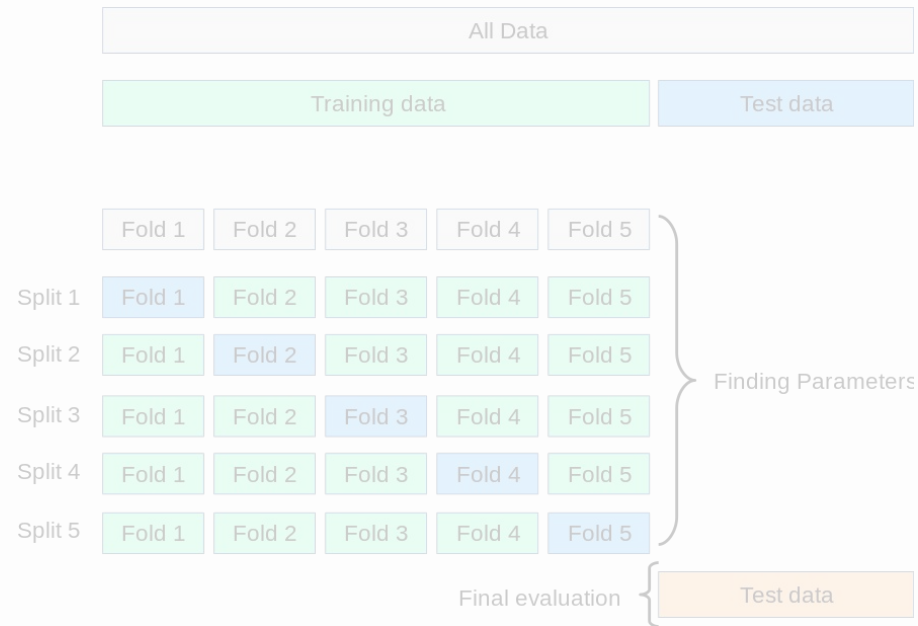 All Data
Training data Test data
Fold 1 Fold 2 Fold 3 Fold 4 Fold 5
Split 1 Fold 1 Fold 2 Fold 3 Fold 4 Fold 5
Split 2 Fold 1 Fold 2 Fold 3 Fold 4 Fold 5
Finding Parameters
Split 3 Fold 1 Fold 2 Fold 3 Fold 4 Fold 5
Split 4 Fold 1 Fold 2 Fold 3 Fold 4 Fold 5
Split 5 Fold 1 Fold 2 Fold 3 Fold 4 Fold 5
Final evaluation Test data